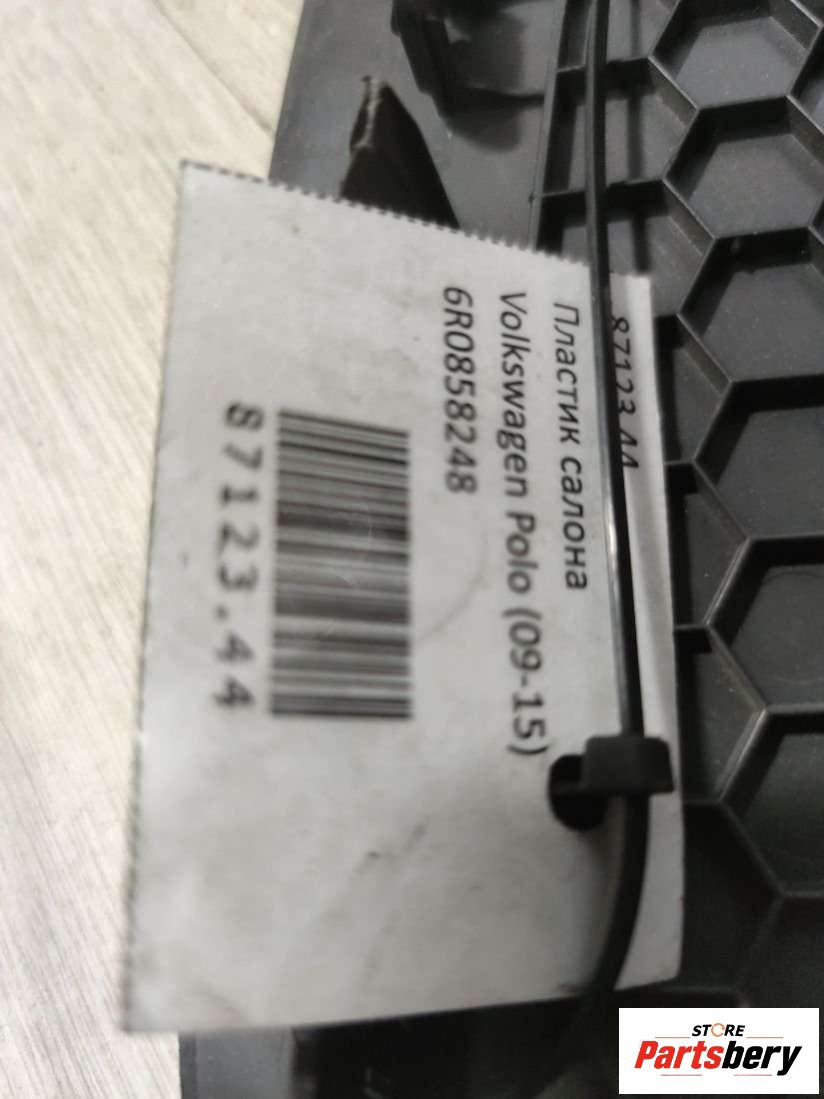 87123.44
Пластик салона
Volkswagen Polo (09-15)
6R0858248
87123.44
STORE
Partsbery